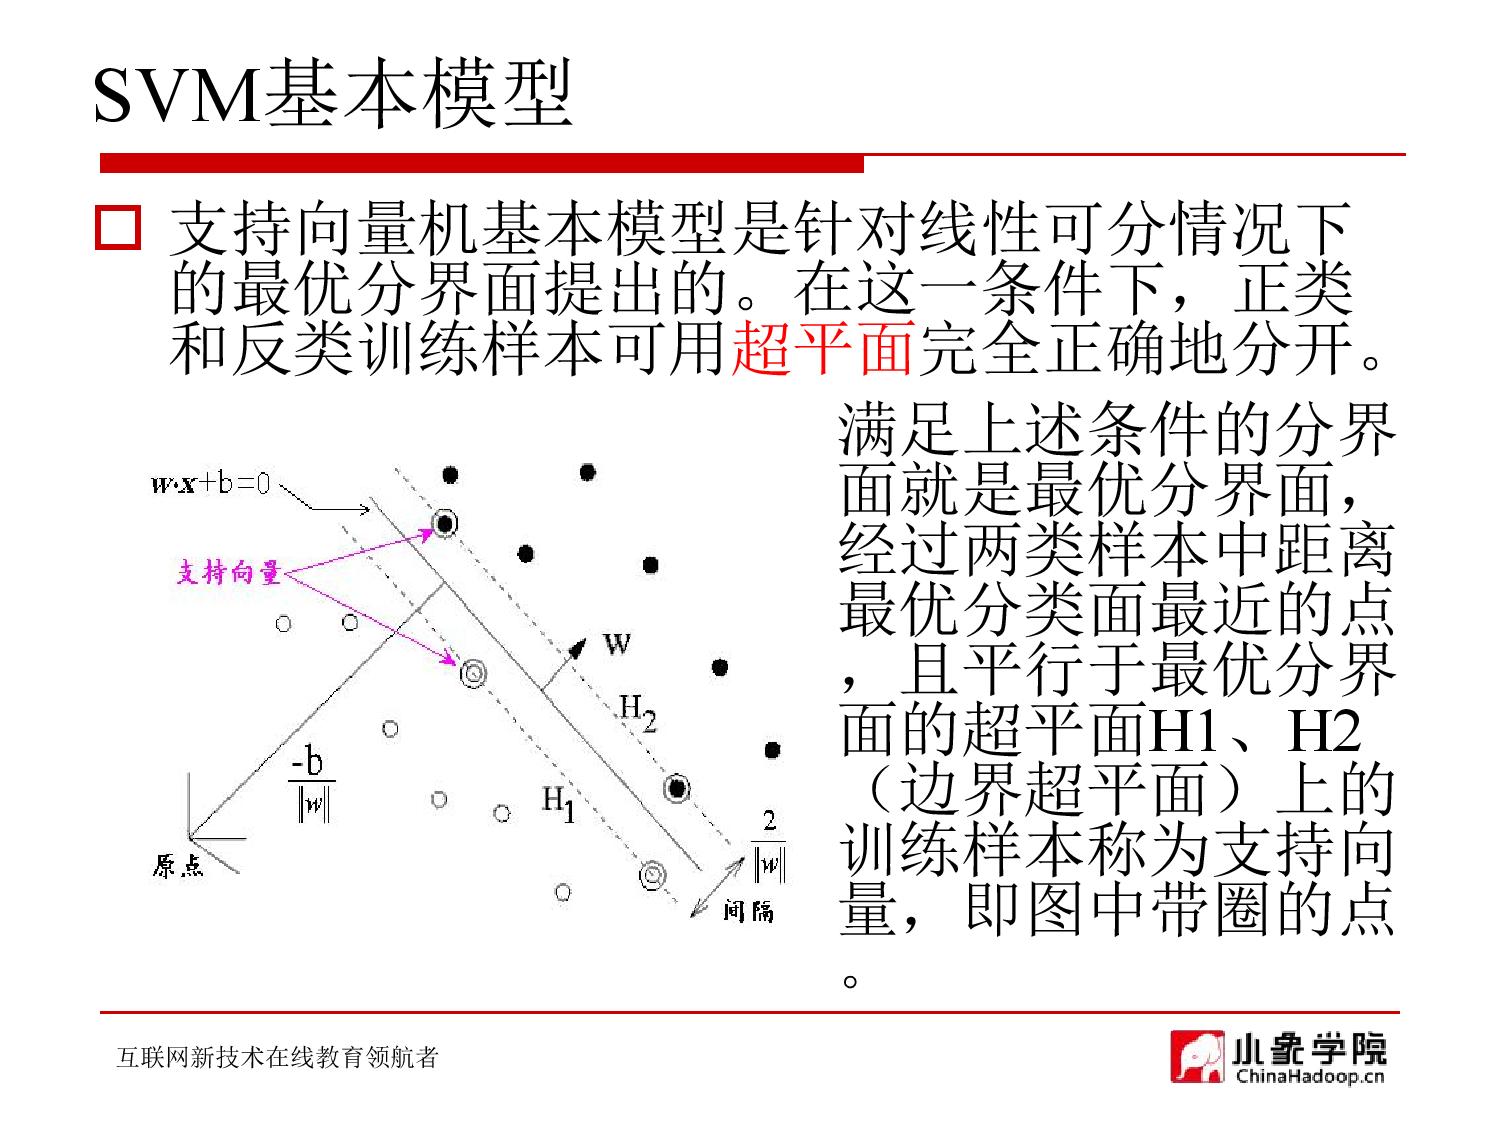 SVM基本模型
支持向量机基本模型是针对线性可分情况下
的最优分界面提出的。在这一条件下，正类
和反类训练样本可用超平面完全正确地分开。
满足上述条件的分界
面就是最优分界面，
经过两类样本中距离
最优分类面最近的点
，且平行于最优分界
面的超平面H1、H2
（边界超平面）上的
训练样本称为支持向
量，即图中带圈的点
。
w·x+b=0
支持向量
W
H2
H1
-b
||w||
2
||w||
间隔
原点
互联网新技术在线教育领航者
小象学院
ChinaHadoop.cn